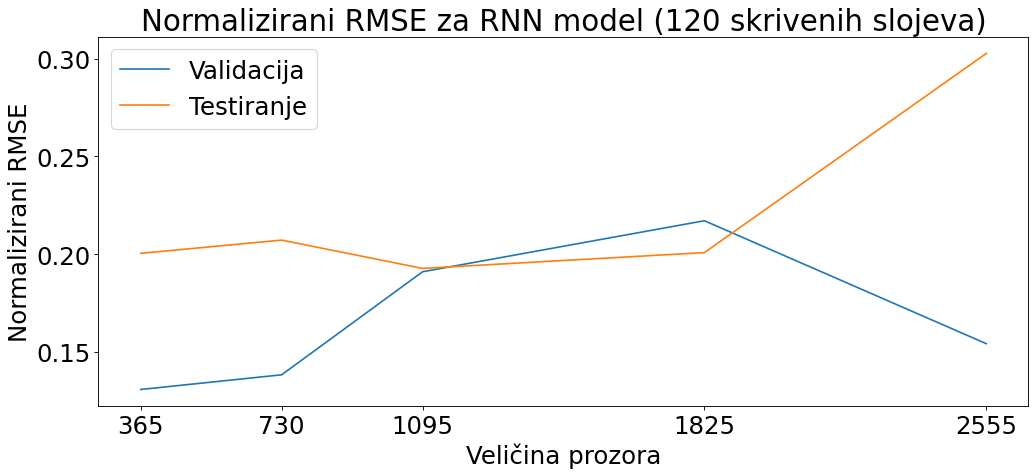 Normalizirani RMSE za RNN model (120 skrivenih slojeva)
Validacija
Testiranje
Normalizirani RMSE
0.30
0.25
0.20
0.15
365 730 1095 1825 2555
Veličina prozora